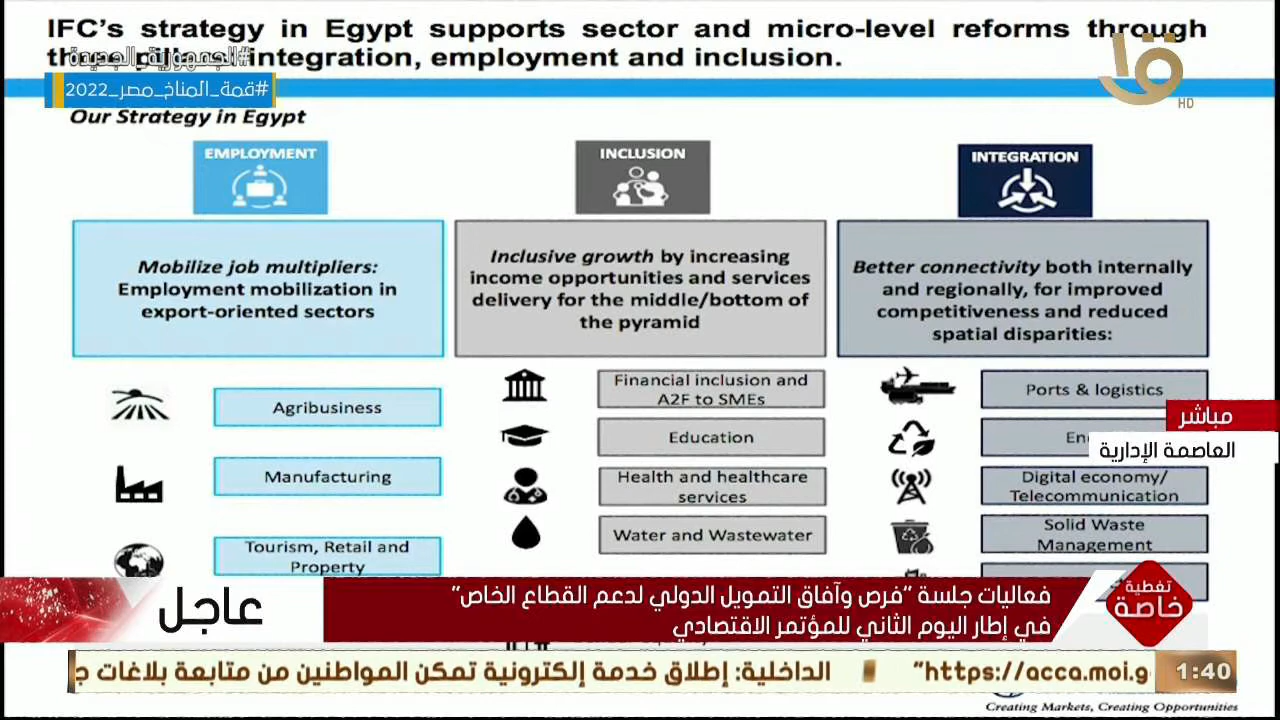 IFC's strategy in Egypt supports sector and micro-level reforms through
integration, employment and inclusion.
#الجمهورية_الجديدة
#قمة_المناخ_مصر_2022
HD
Our Strategy in Egypt
EMPLOYMENT
Mobilize job multipliers:
Employment mobilization in
export-oriented sectors
Agribusiness
Manufacturing
Tourism, Retail and
Property
INCLUSION
Inclusive growth by increasing
income opportunities and services
delivery for the middle/bottom of
the pyramid
Financial inclusion and
A2F to SMEs
Education
Health and healthcare
services
Water and Wastewater
INTEGRATION
Better connectivity both internally
and regionally, for improved
competitiveness and reduced
spatial disparities:
Ports & logistics
Digital economy/
Telecommunication
Solid Waste
Management
مباشر
العاصمة الإدارية
تغطية
خاصة
عاجل
فعاليات جلسة "فرص وآفاق التمويل الدولي لدعم القطاع الخاص"
في إطار اليوم الثاني للمؤتمر الاقتصادي
1:40
"https://acca.moi.g
الداخلية: إطلاق خدمة إلكترونية تمكن المواطنين من متابعة بلاغات
Creating Markets, Creating Opportunities